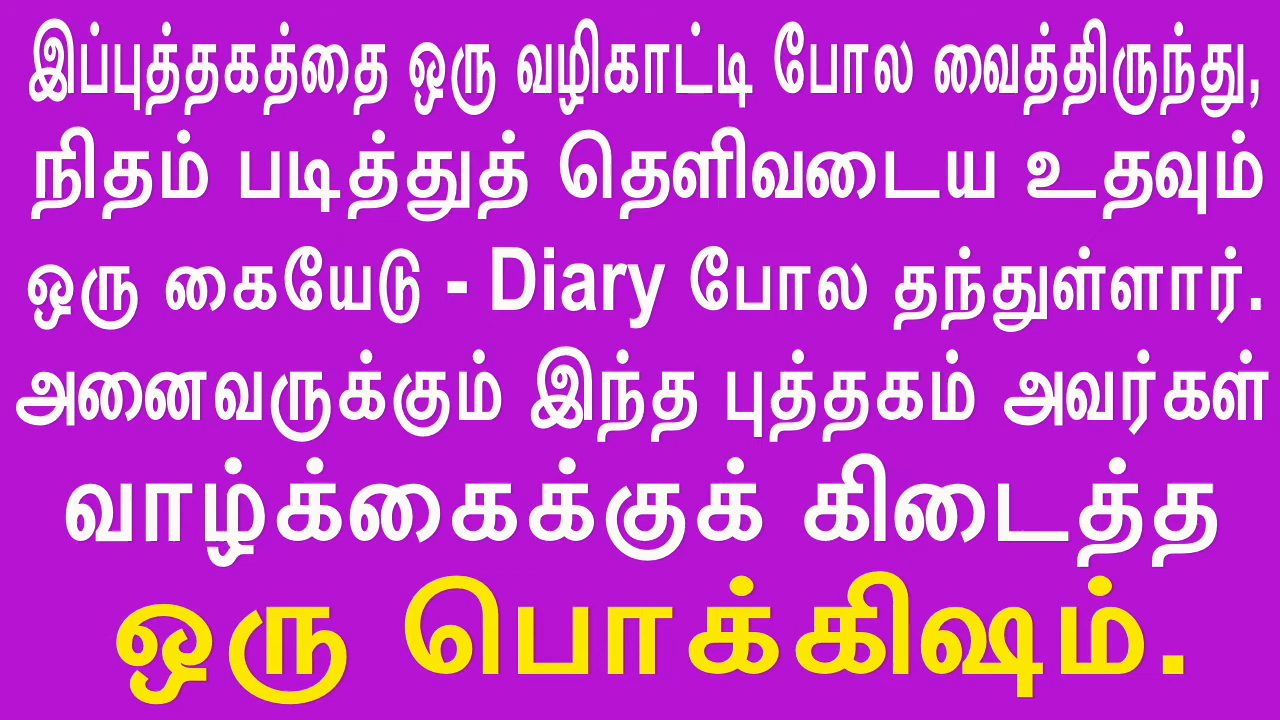 இப்புத்தகத்தை ஒரு வழிகாட்டி போல வைத்திருந்து,
நிதம் படித்துத் தெளிவடைய உதவும்
ஒரு கையேடு - Diary போல தந்துள்ளார்.
அனைவருக்கும் இந்த புத்தகம் அவர்கள்
வாழ்க்கைக்குக் கிடைத்த
ஒரு பொக்கிஷம்.